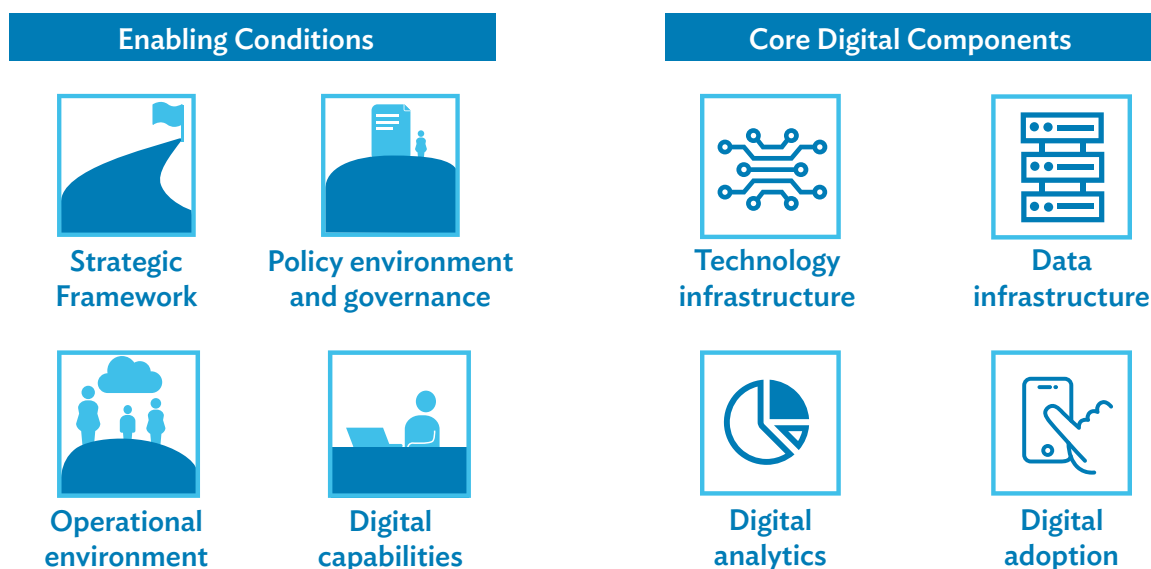 Enabling Conditions
Core Digital Components
Strategic
Framework
Policy environment
and governance
Technology
infrastructure
Data
infrastructure
Operational
environment
Digital
capabilities
Digital
analytics
Digital
adoption